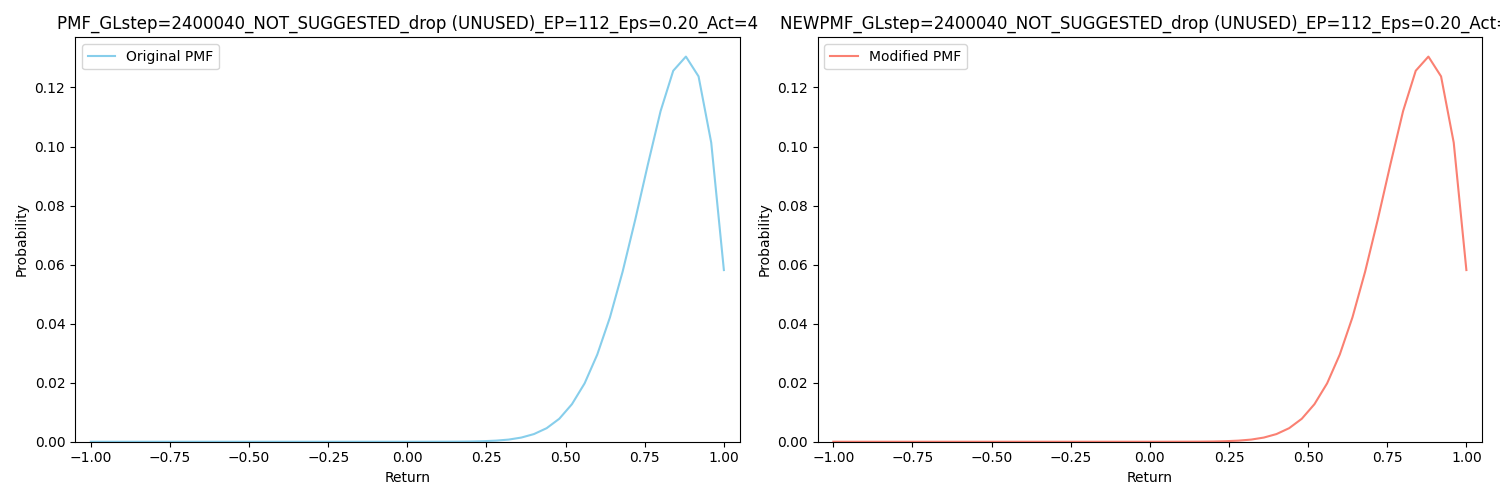 PMF_GLstep=2400040_NOT_SUGGESTED_drop (UNUSED)_EP=112_Eps=0.20_Act=4
Original PMF
0.12
0.10
0.08
0.06
0.04
0.02
0.00
Probability
−1.00 −0.75 −0.50 −0.25 0.00 0.25 0.50 0.75 1.00
Return
NEWPMF_GLstep=2400040_NOT_SUGGESTED_drop (UNUSED)_EP=112_Eps=0.20_Act=
Modified PMF
0.12
0.10
0.08
0.06
0.04
0.02
0.00
Probability
−1.00 −0.75 −0.50 −0.25 0.00 0.25 0.50 0.75 1.00
Return